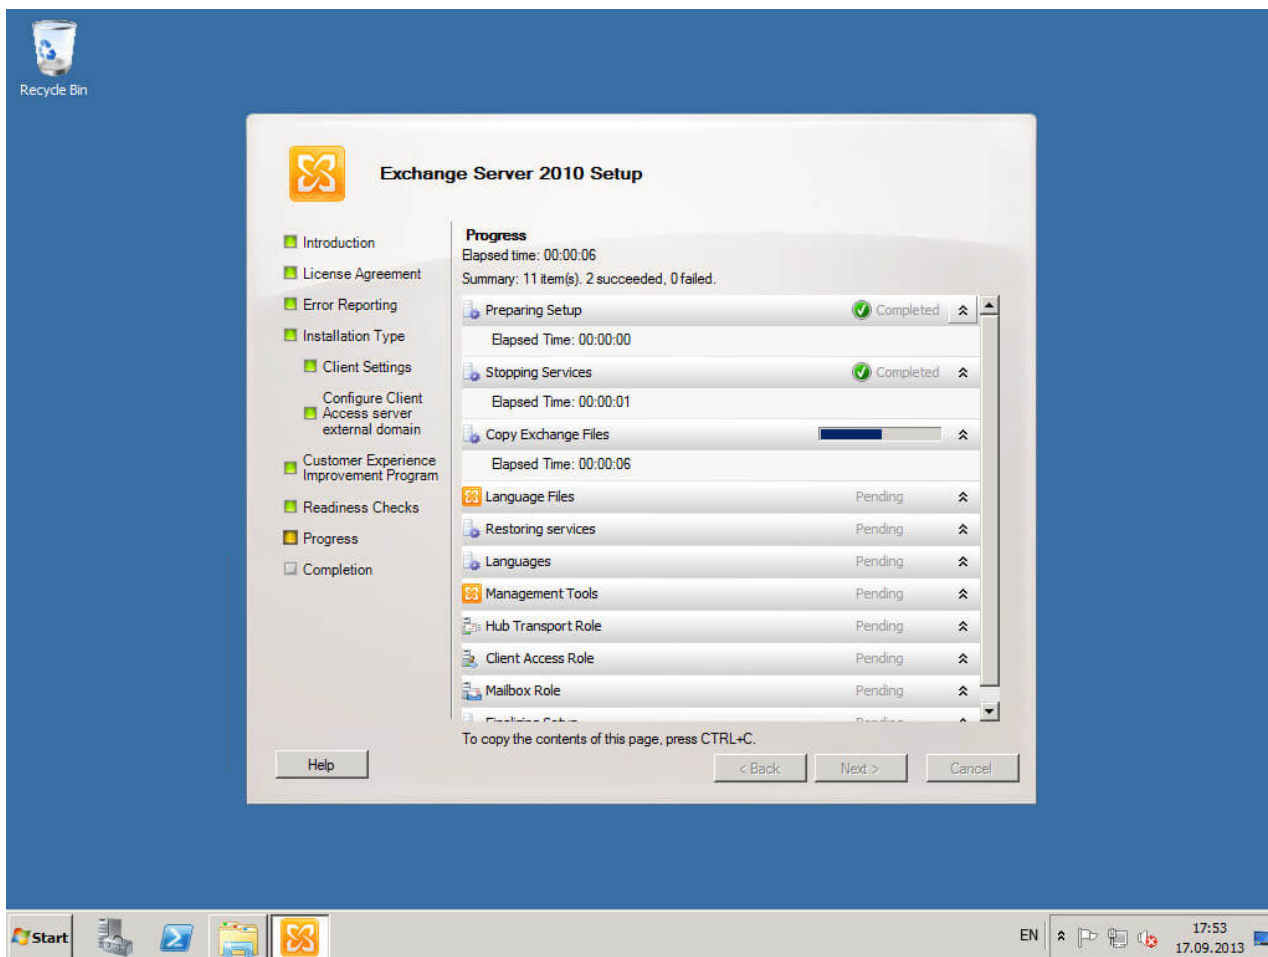 Recycle Bin
Exchange Server 2010 Setup
Introduction
License Agreement
Error Reporting
Installation Type
Client Settings
Configure Client
Access server
external domain
Customer Experience
Improvement Program
Readiness Checks
Progress
Completion
Progress
Elapsed time: 00:00:06
Summary: 11 item(s). 2 succeeded, 0 failed.
Preparing Setup Completed
Elapsed Time: 00:00:00
Stopping Services Completed
Elapsed Time: 00:00:01
Copy Exchange Files
Elapsed Time: 00:00:06
Language Files Pending
Restoring services Pending
Languages Pending
Management Tools Pending
Hub Transport Role Pending
Client Access Role Pending
Mailbox Role Pending
Finalizing Setup Pending
To copy the contents of this page, press CTRL+C.
Help
< Back
Next >
Cancel
Start
EN
17:53
17.09.2013